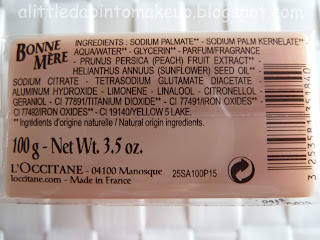 © alittledabintomakeup.blogspot.com ©
BONNE
MÈRE
INGREDIENTS : SODIUM PALMATE** - SODIUM PALM KERNELATE** -
AQUA/WATER** - GLYCERIN** - PARFUM/FRAGRANCE
- PRUNUS PERSICA (PEACH) FRUIT EXTRACT** -
HELIANTHUS ANNUUS (SUNFLOWER) SEED OIL** -
SODIUM CITRATE - TETRASODIUM GLUTAMATE DIACETATE -
ALUMINUM HYDROXIDE - LIMONENE - LINALOOL - CITRONELLOL -
GERANIOL - CI 77891/TITANIUM DIOXIDE** - CI 77491/IRON OXIDES** -
CI 77492/IRON OXIDES** - CI 19140/YELLOW 5 LAKE.
** Ingrédients d'origine naturelle / Natural origin ingredients.
100 g - Net Wt. 3.5 oz.
L'OCCITANE - 04100 Manosque 25SA100P15
loccitane.com - Made in France
3 253581 251840